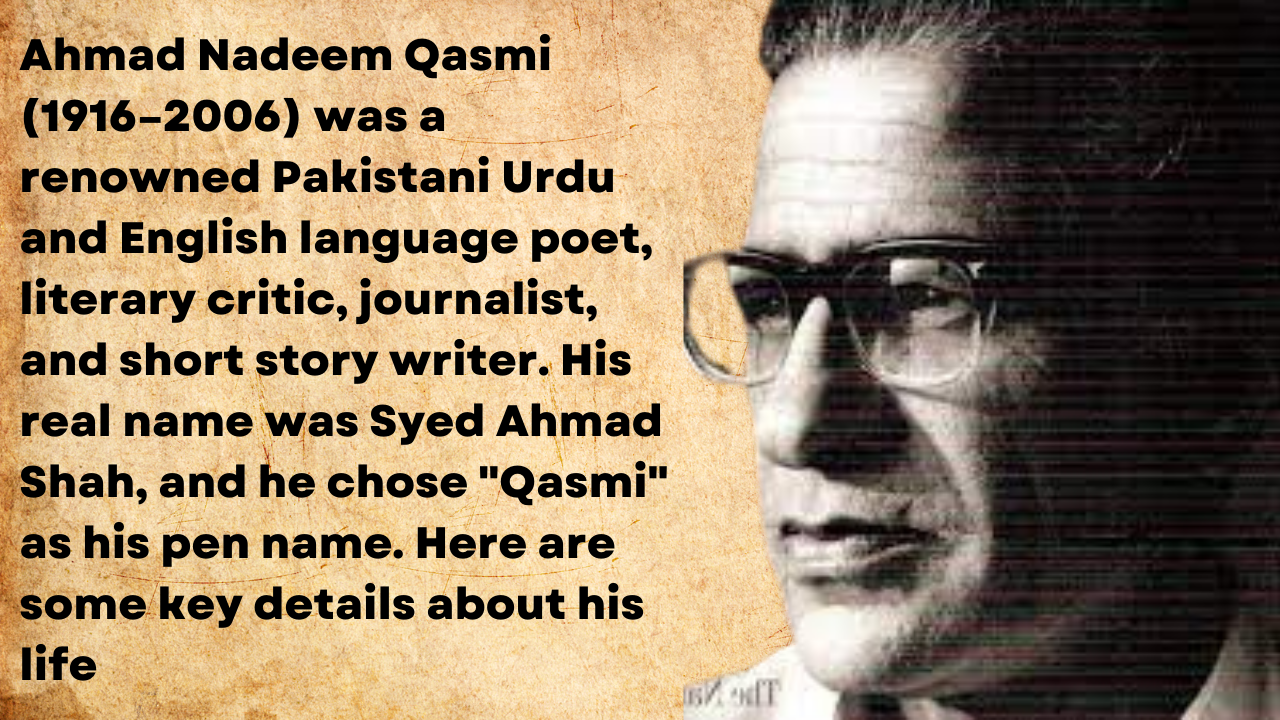 Ahmad Nadeem Qasmi
(1916–2006) was a
renowned Pakistani Urdu
and English language poet,
literary critic, journalist,
and short story writer. His
real name was Syed Ahmad
Shah, and he chose "Qasmi"
as his pen name. Here are
some key details about his
life
The Na